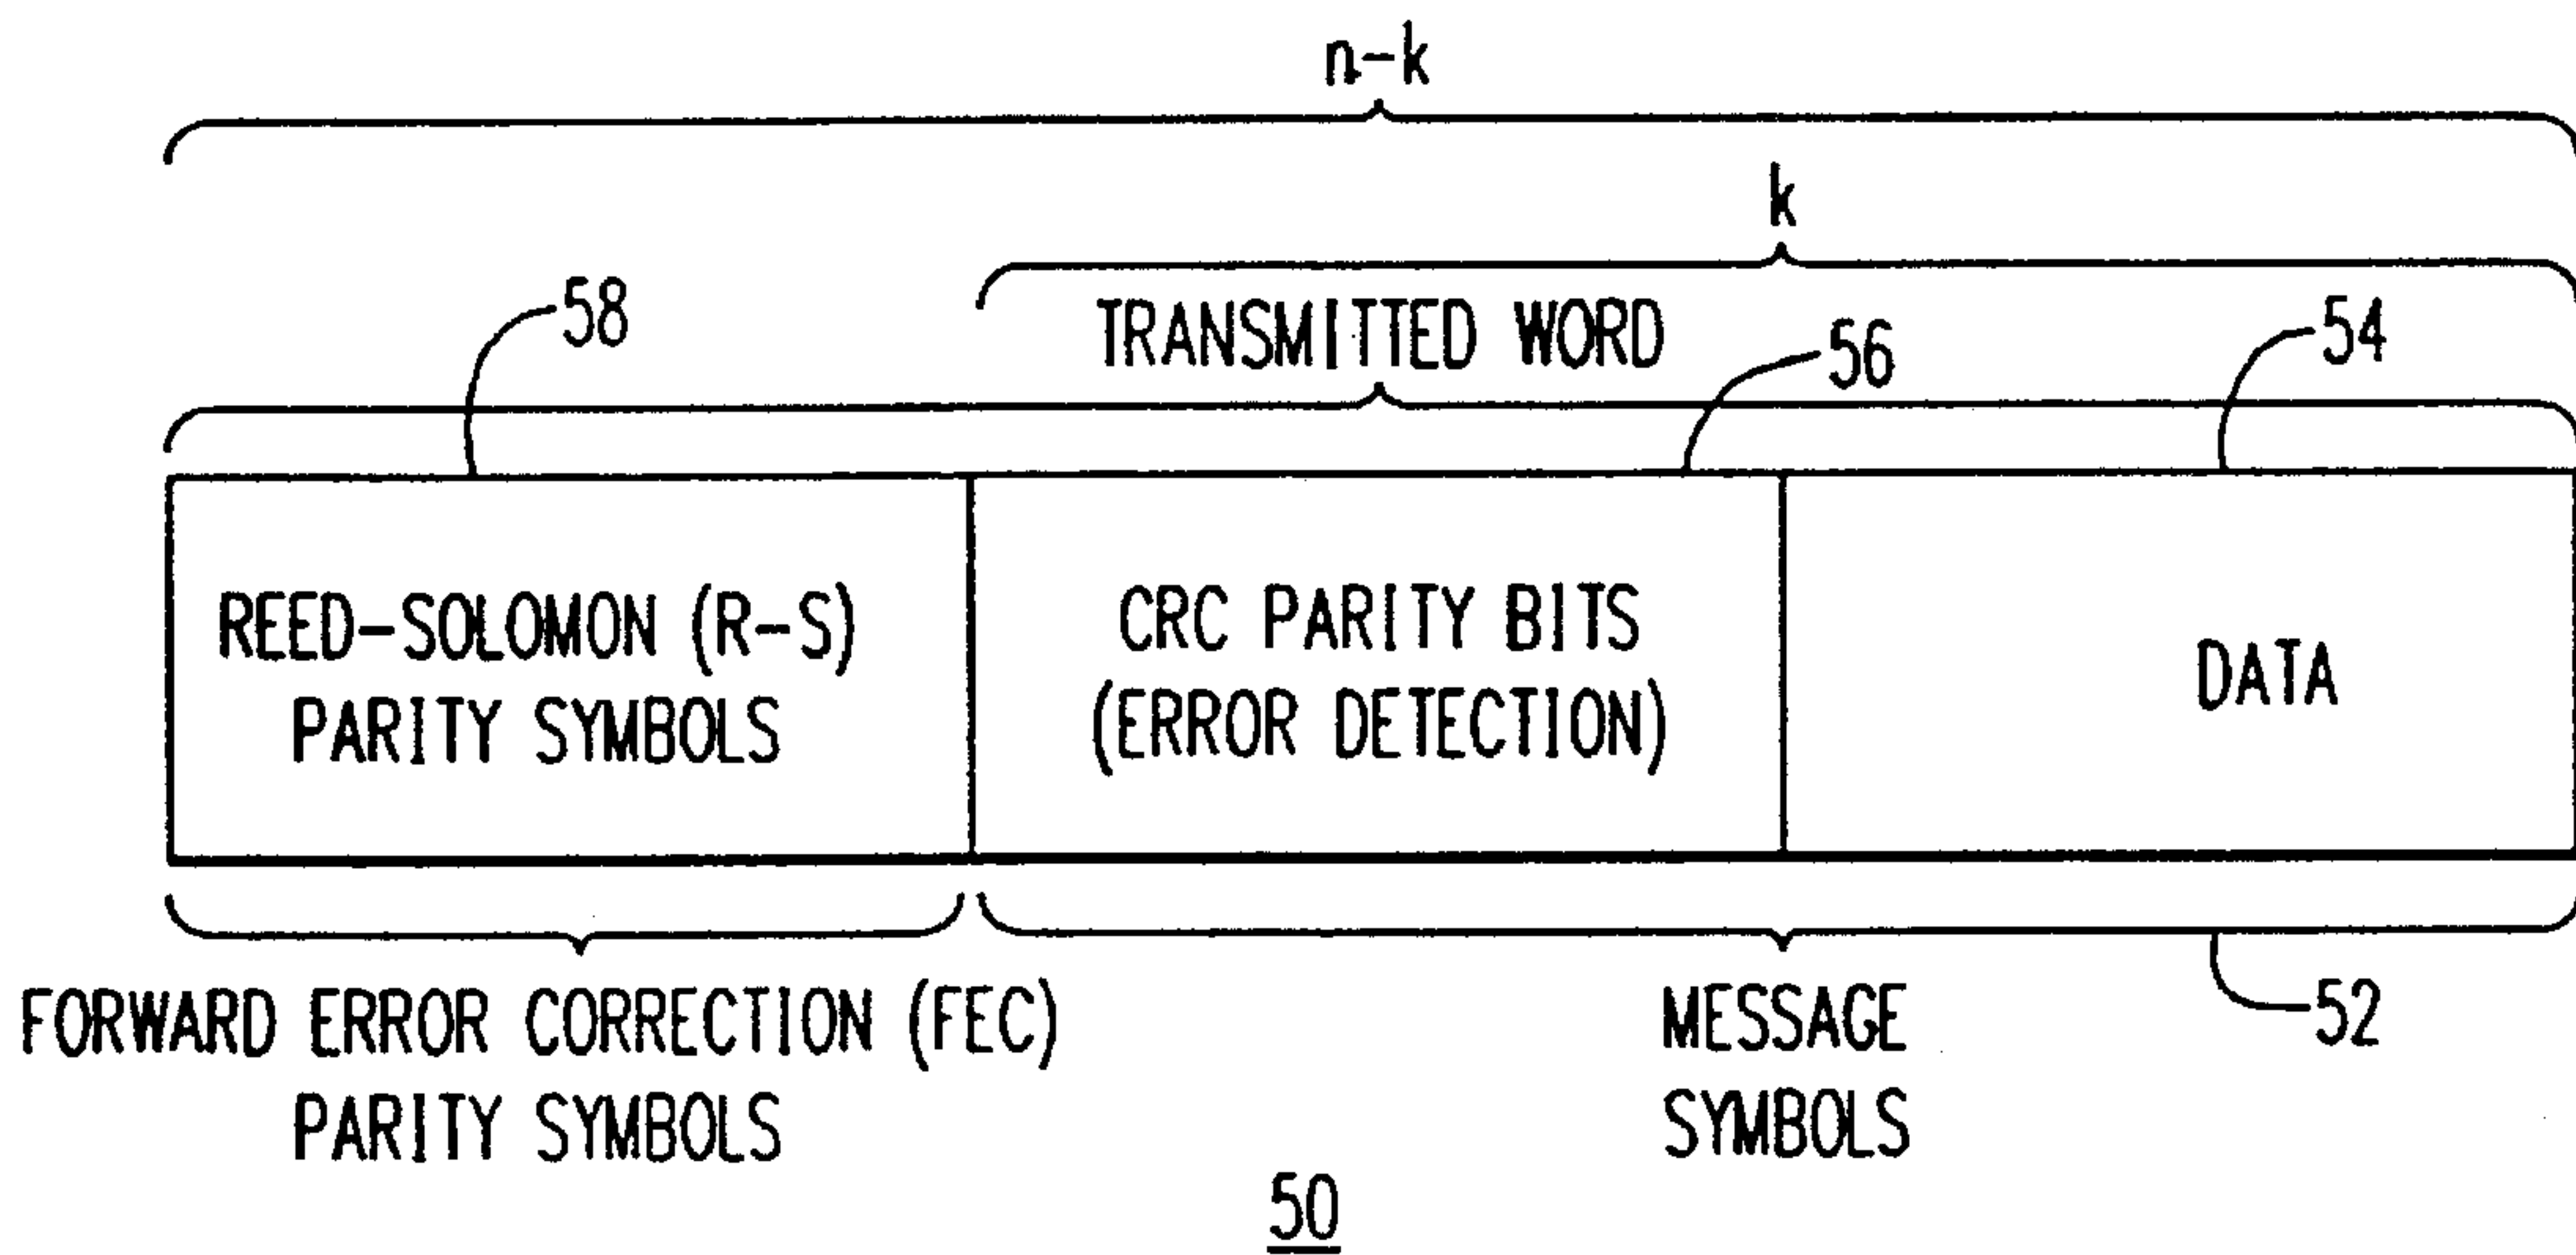 n-k
k
58
TRANSMITTED WORD
56
54
REED-SOLOMON (R-S)
PARITY SYMBOLS
CRC PARITY BITS
(ERROR DETECTION)
DATA
FORWARD ERROR CORRECTION (FEC)
PARITY SYMBOLS
MESSAGE
SYMBOLS
52
50